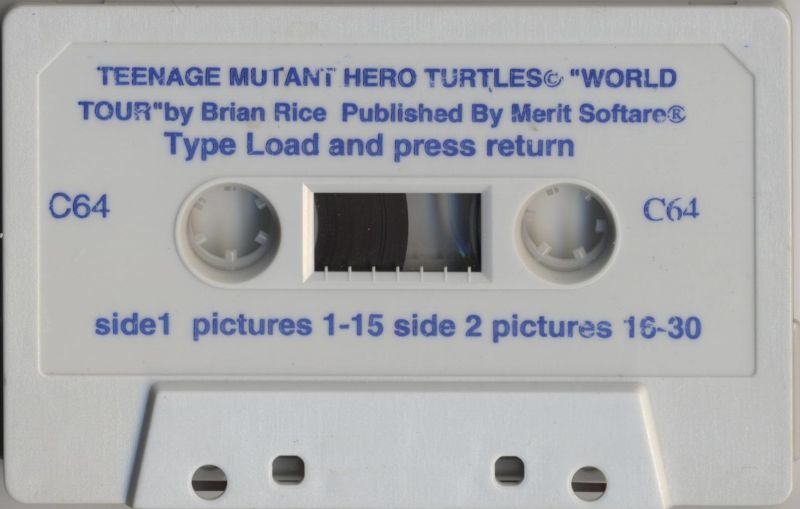 TEENAGE MUTANT HERO TURTLES© "WORLD
TOUR"by Brian Rice Published By Merit Softare®
Type Load and press return
C64 C64
side1 pictures 1-15 side 2 pictures 16-30